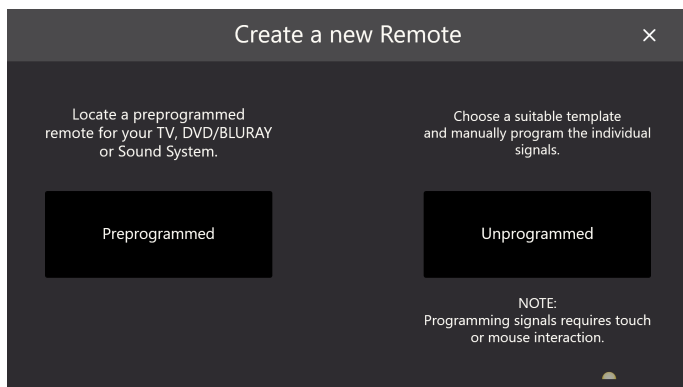 Create a new Remote
Locate a preprogrammed
remote for your TV, DVD/BLURAY
or Sound System.
Preprogrammed
Choose a suitable template
and manually program the individual
signals.
Unprogrammed
NOTE:
Programming signals requires touch
or mouse interaction.